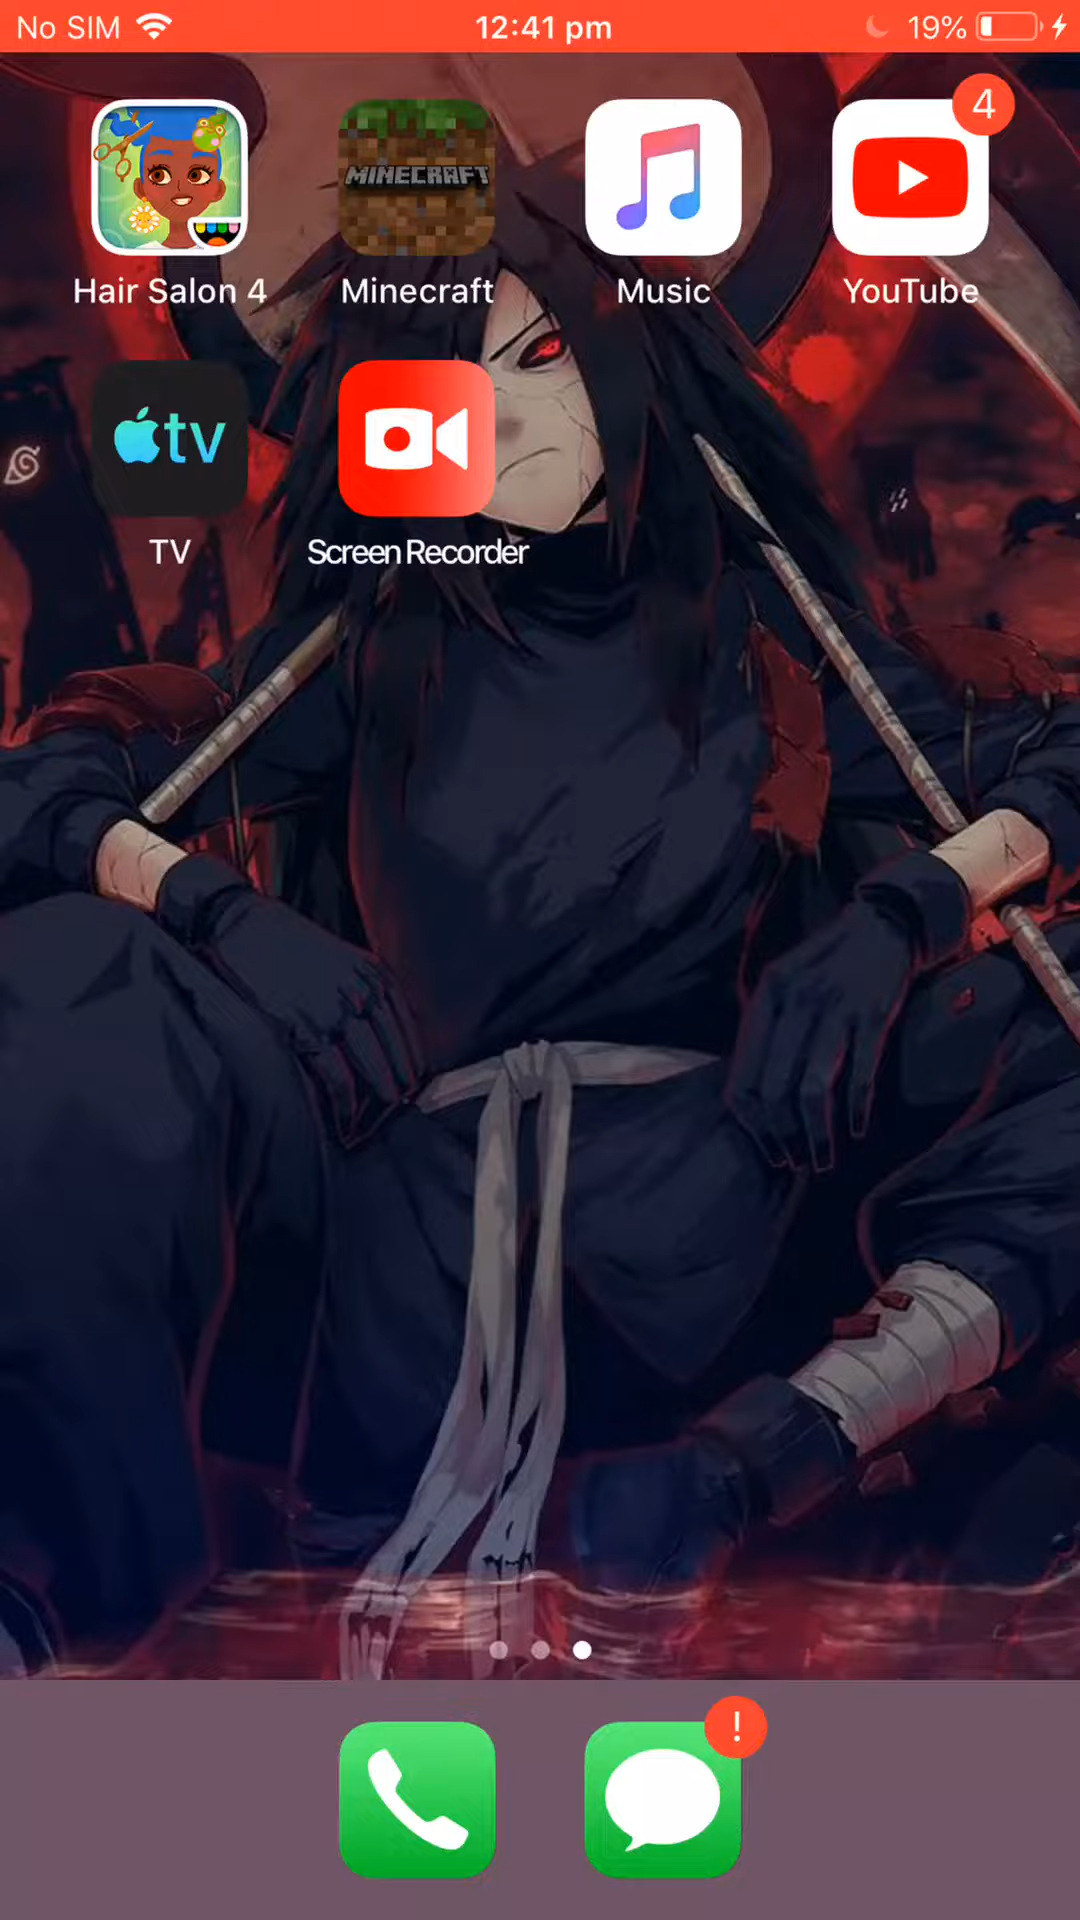 No SIM 12:41 pm 19%
4
MINECRAFT
Hair Salon 4 Minecraft Music YouTube
tv
TV Screen Recorder
!